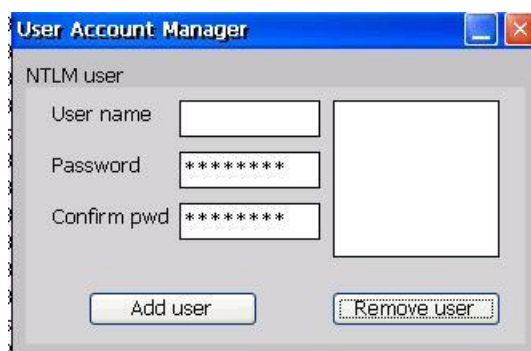 User Account Manager
NTLM user
User name
Password ********
Confirm pwd ********
Add user Remove user